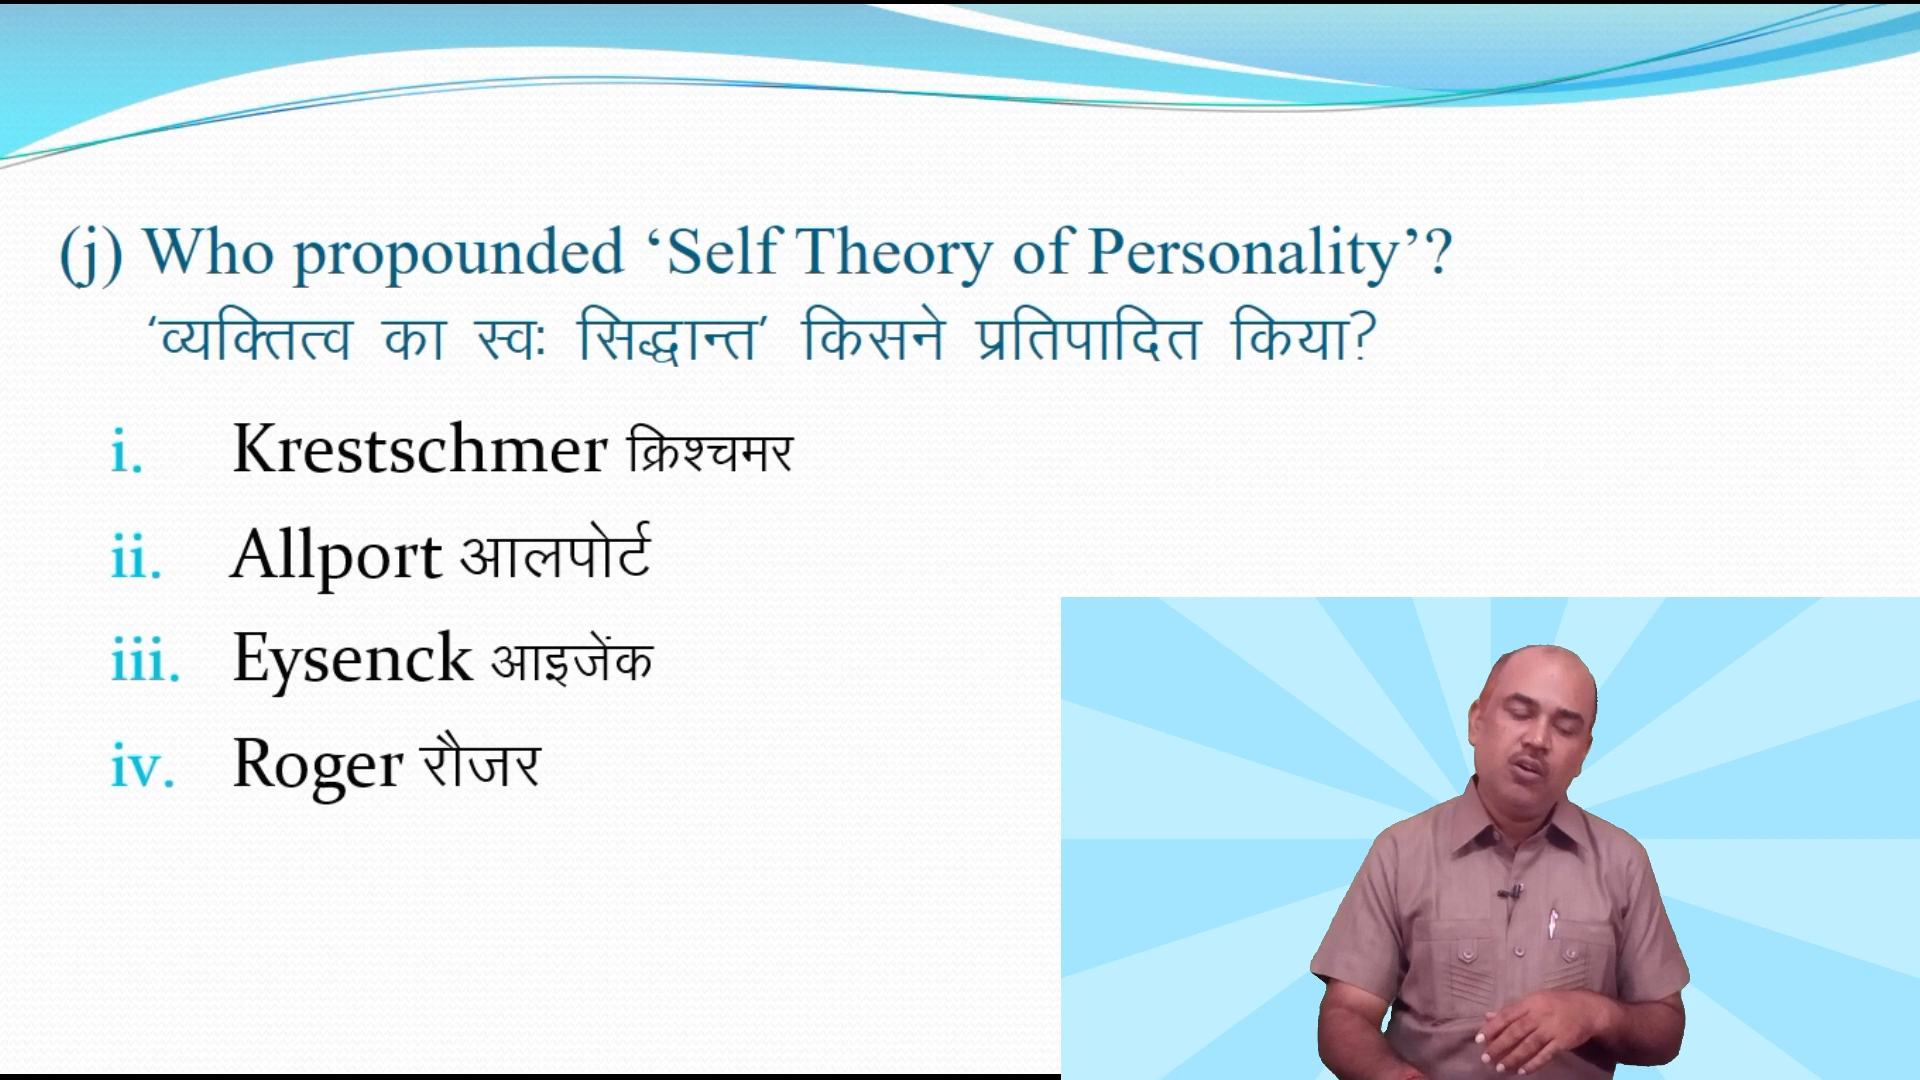 (j) Who propounded ‘Self Theory of Personality’?
‘व्यक्तित्व का स्वः सिद्धान्त’ किसने प्रतिपादित किया?
i. Krestschmer क्रिश्चमर
ii. Allport आलपोर्ट
iii. Eysenck आइजेंक
iv. Roger रौजर